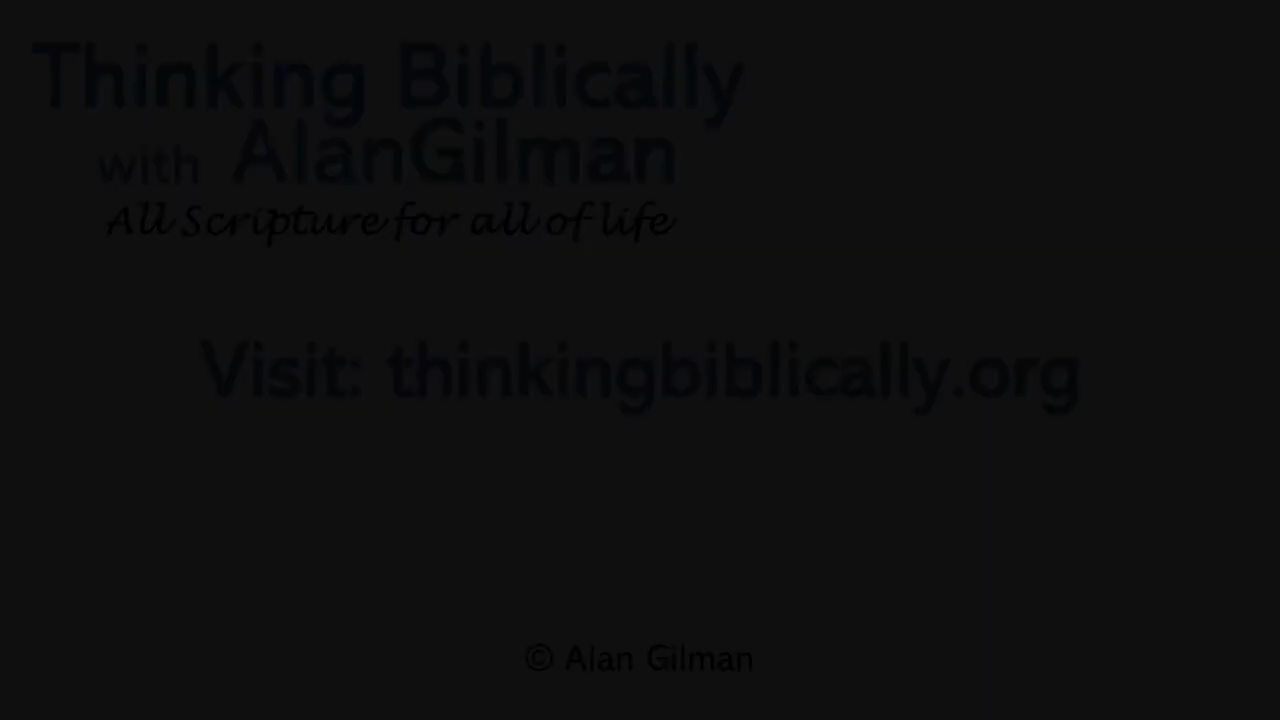 Thinking Biblically
with AlanGilman
All Scripture for all of life
Visit: thinkingbiblically.org
© Alan Gilman